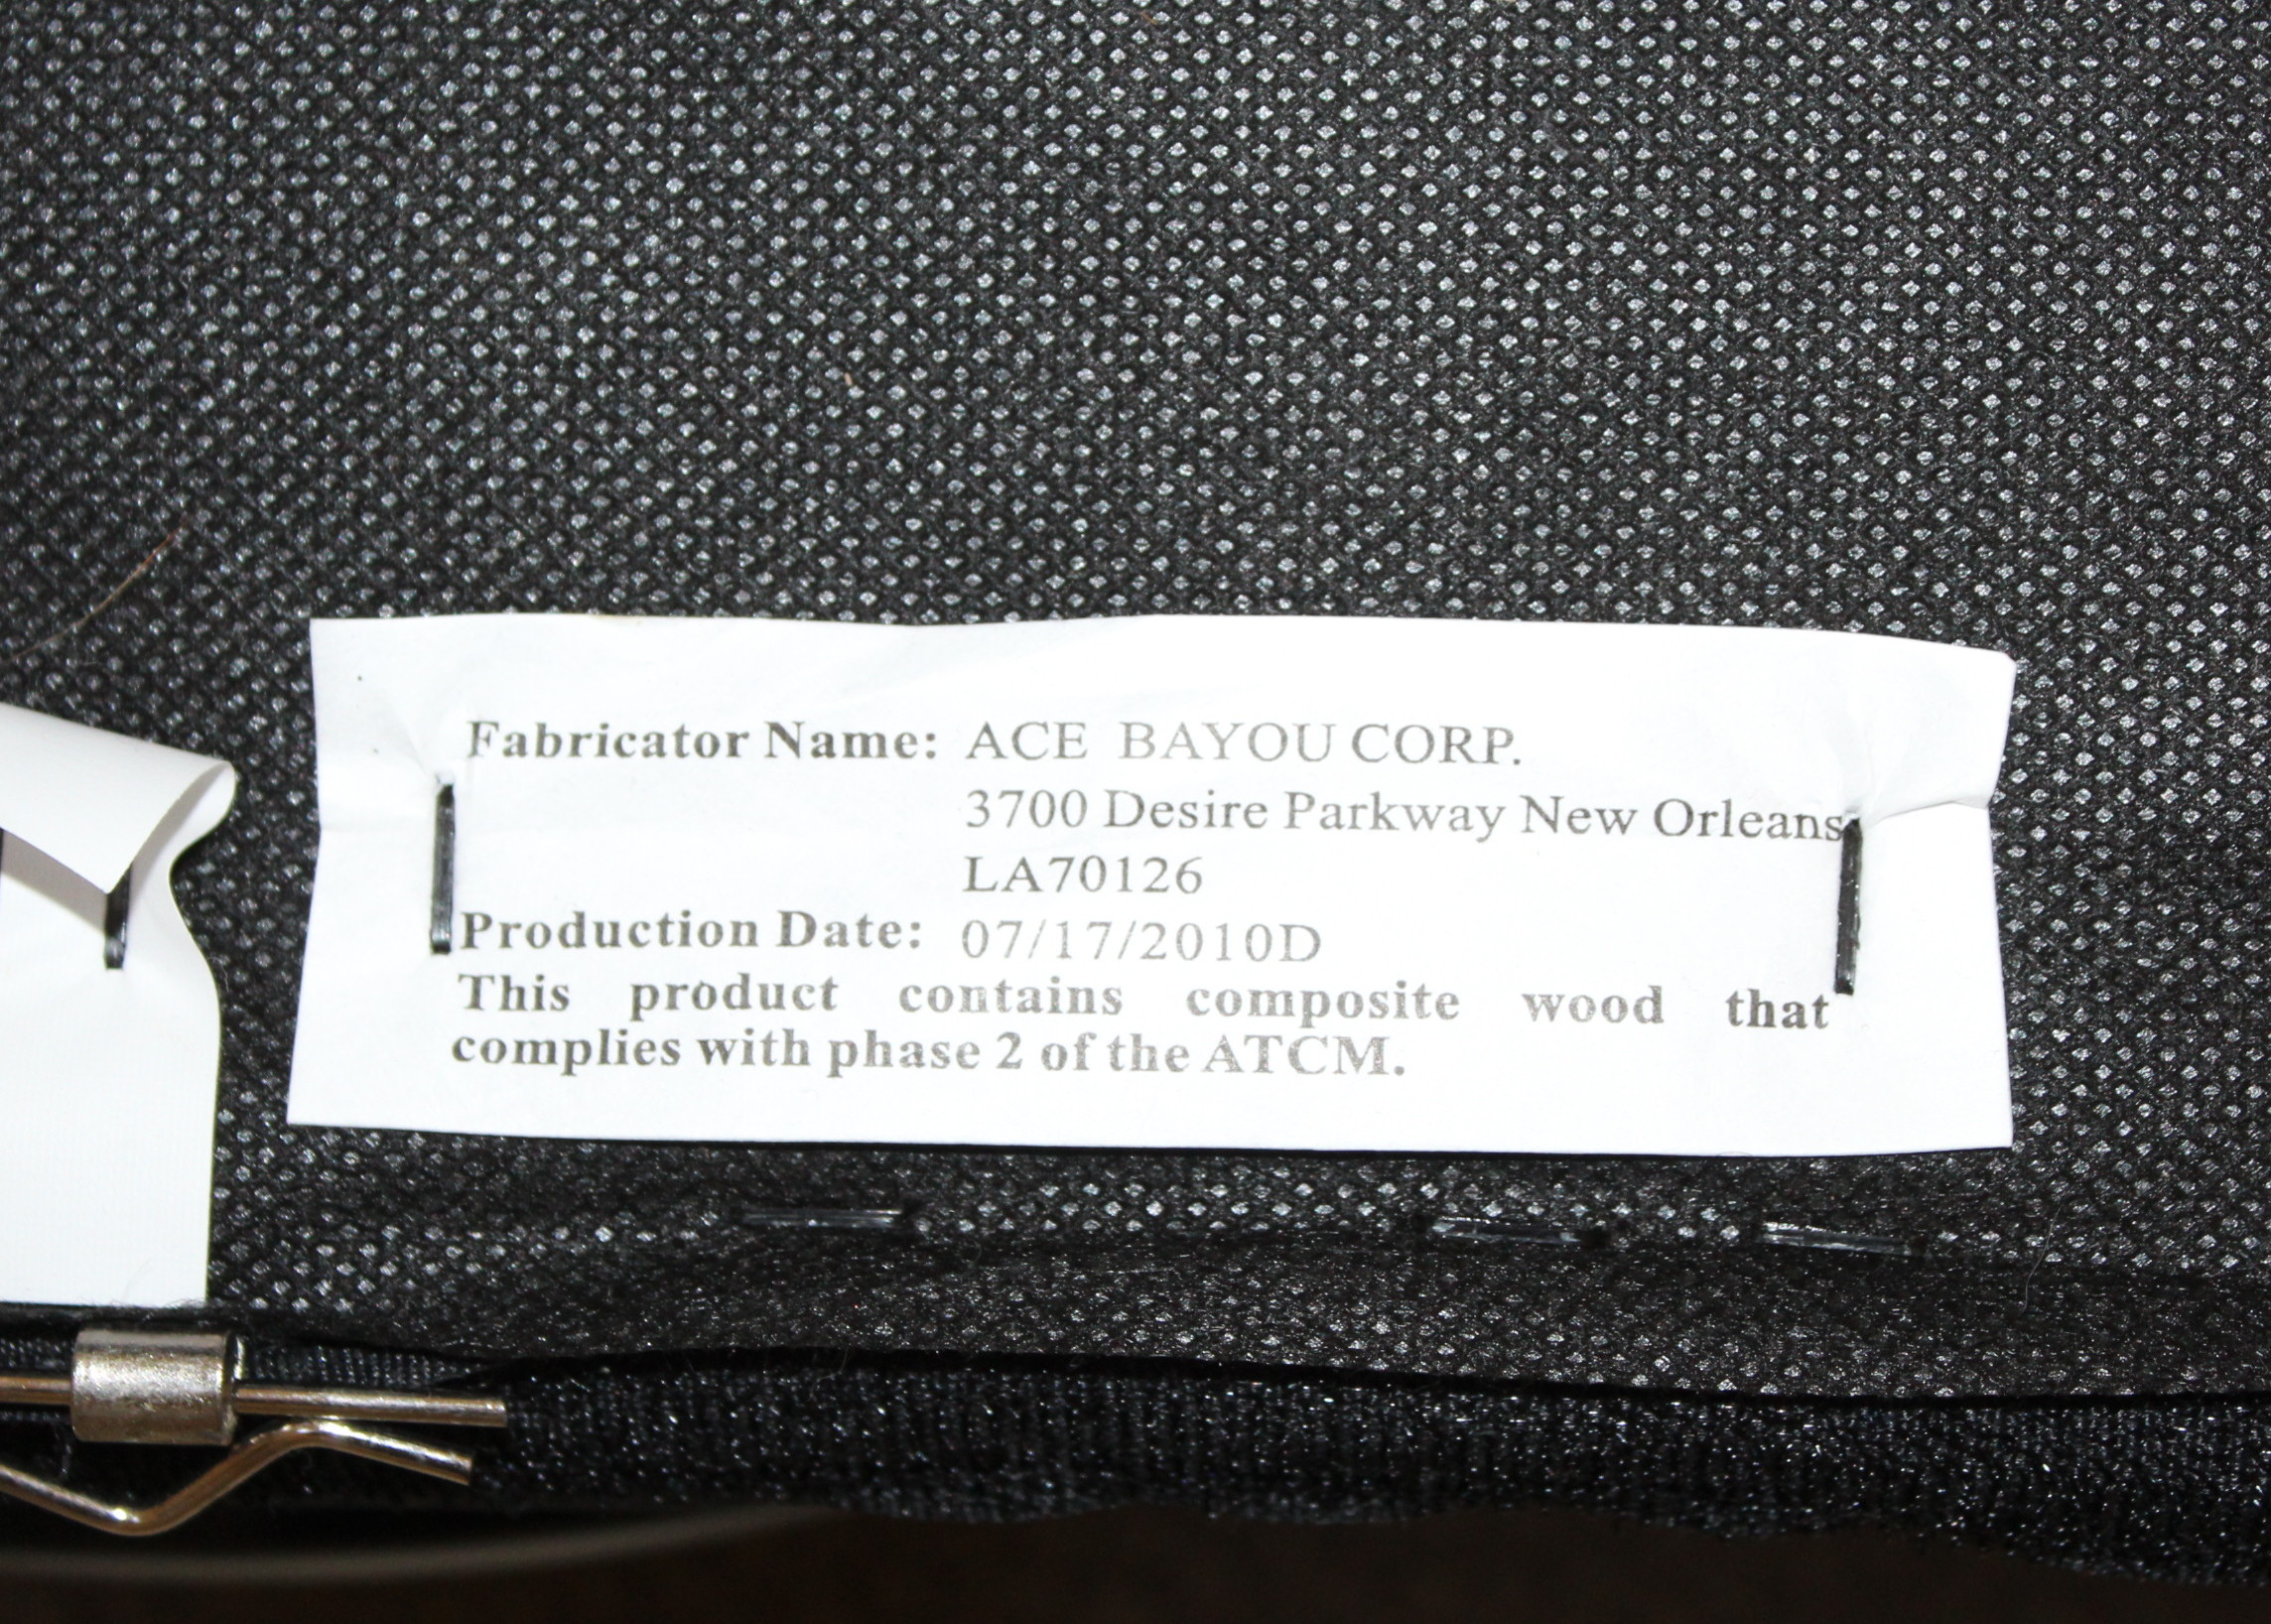 Fabricator Name: ACE BAYOU CORP.
3700 Desire Parkway New Orleans
LA70126
Production Date: 07/17/2010D
This product contains composite wood that
complies with phase 2 of the ATCM.